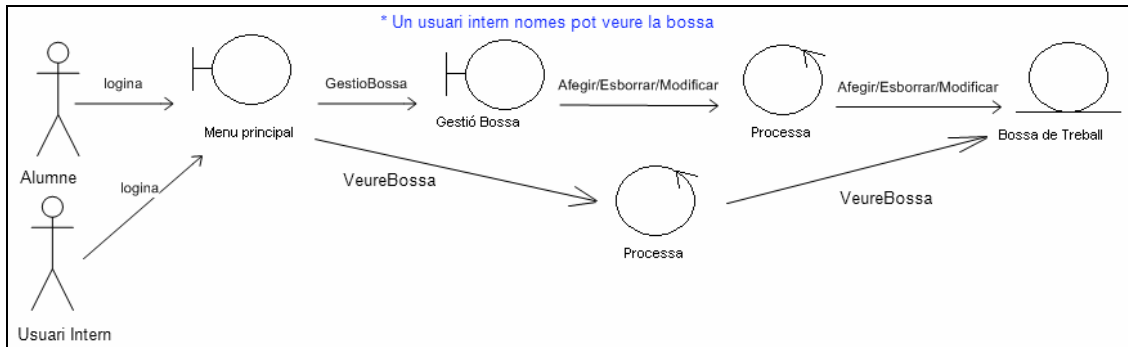 * Un usuari intern nomes pot veure la bossa
logina
GestioBossa
Afegir/Esborrar/Modificar
Afegir/Esborrar/Modificar
Menu principal
Gestió Bossa
Processa
Bossa de Treball
Alumne
logina
VeureBossa
VeureBossa
Processa
Usuari Intern